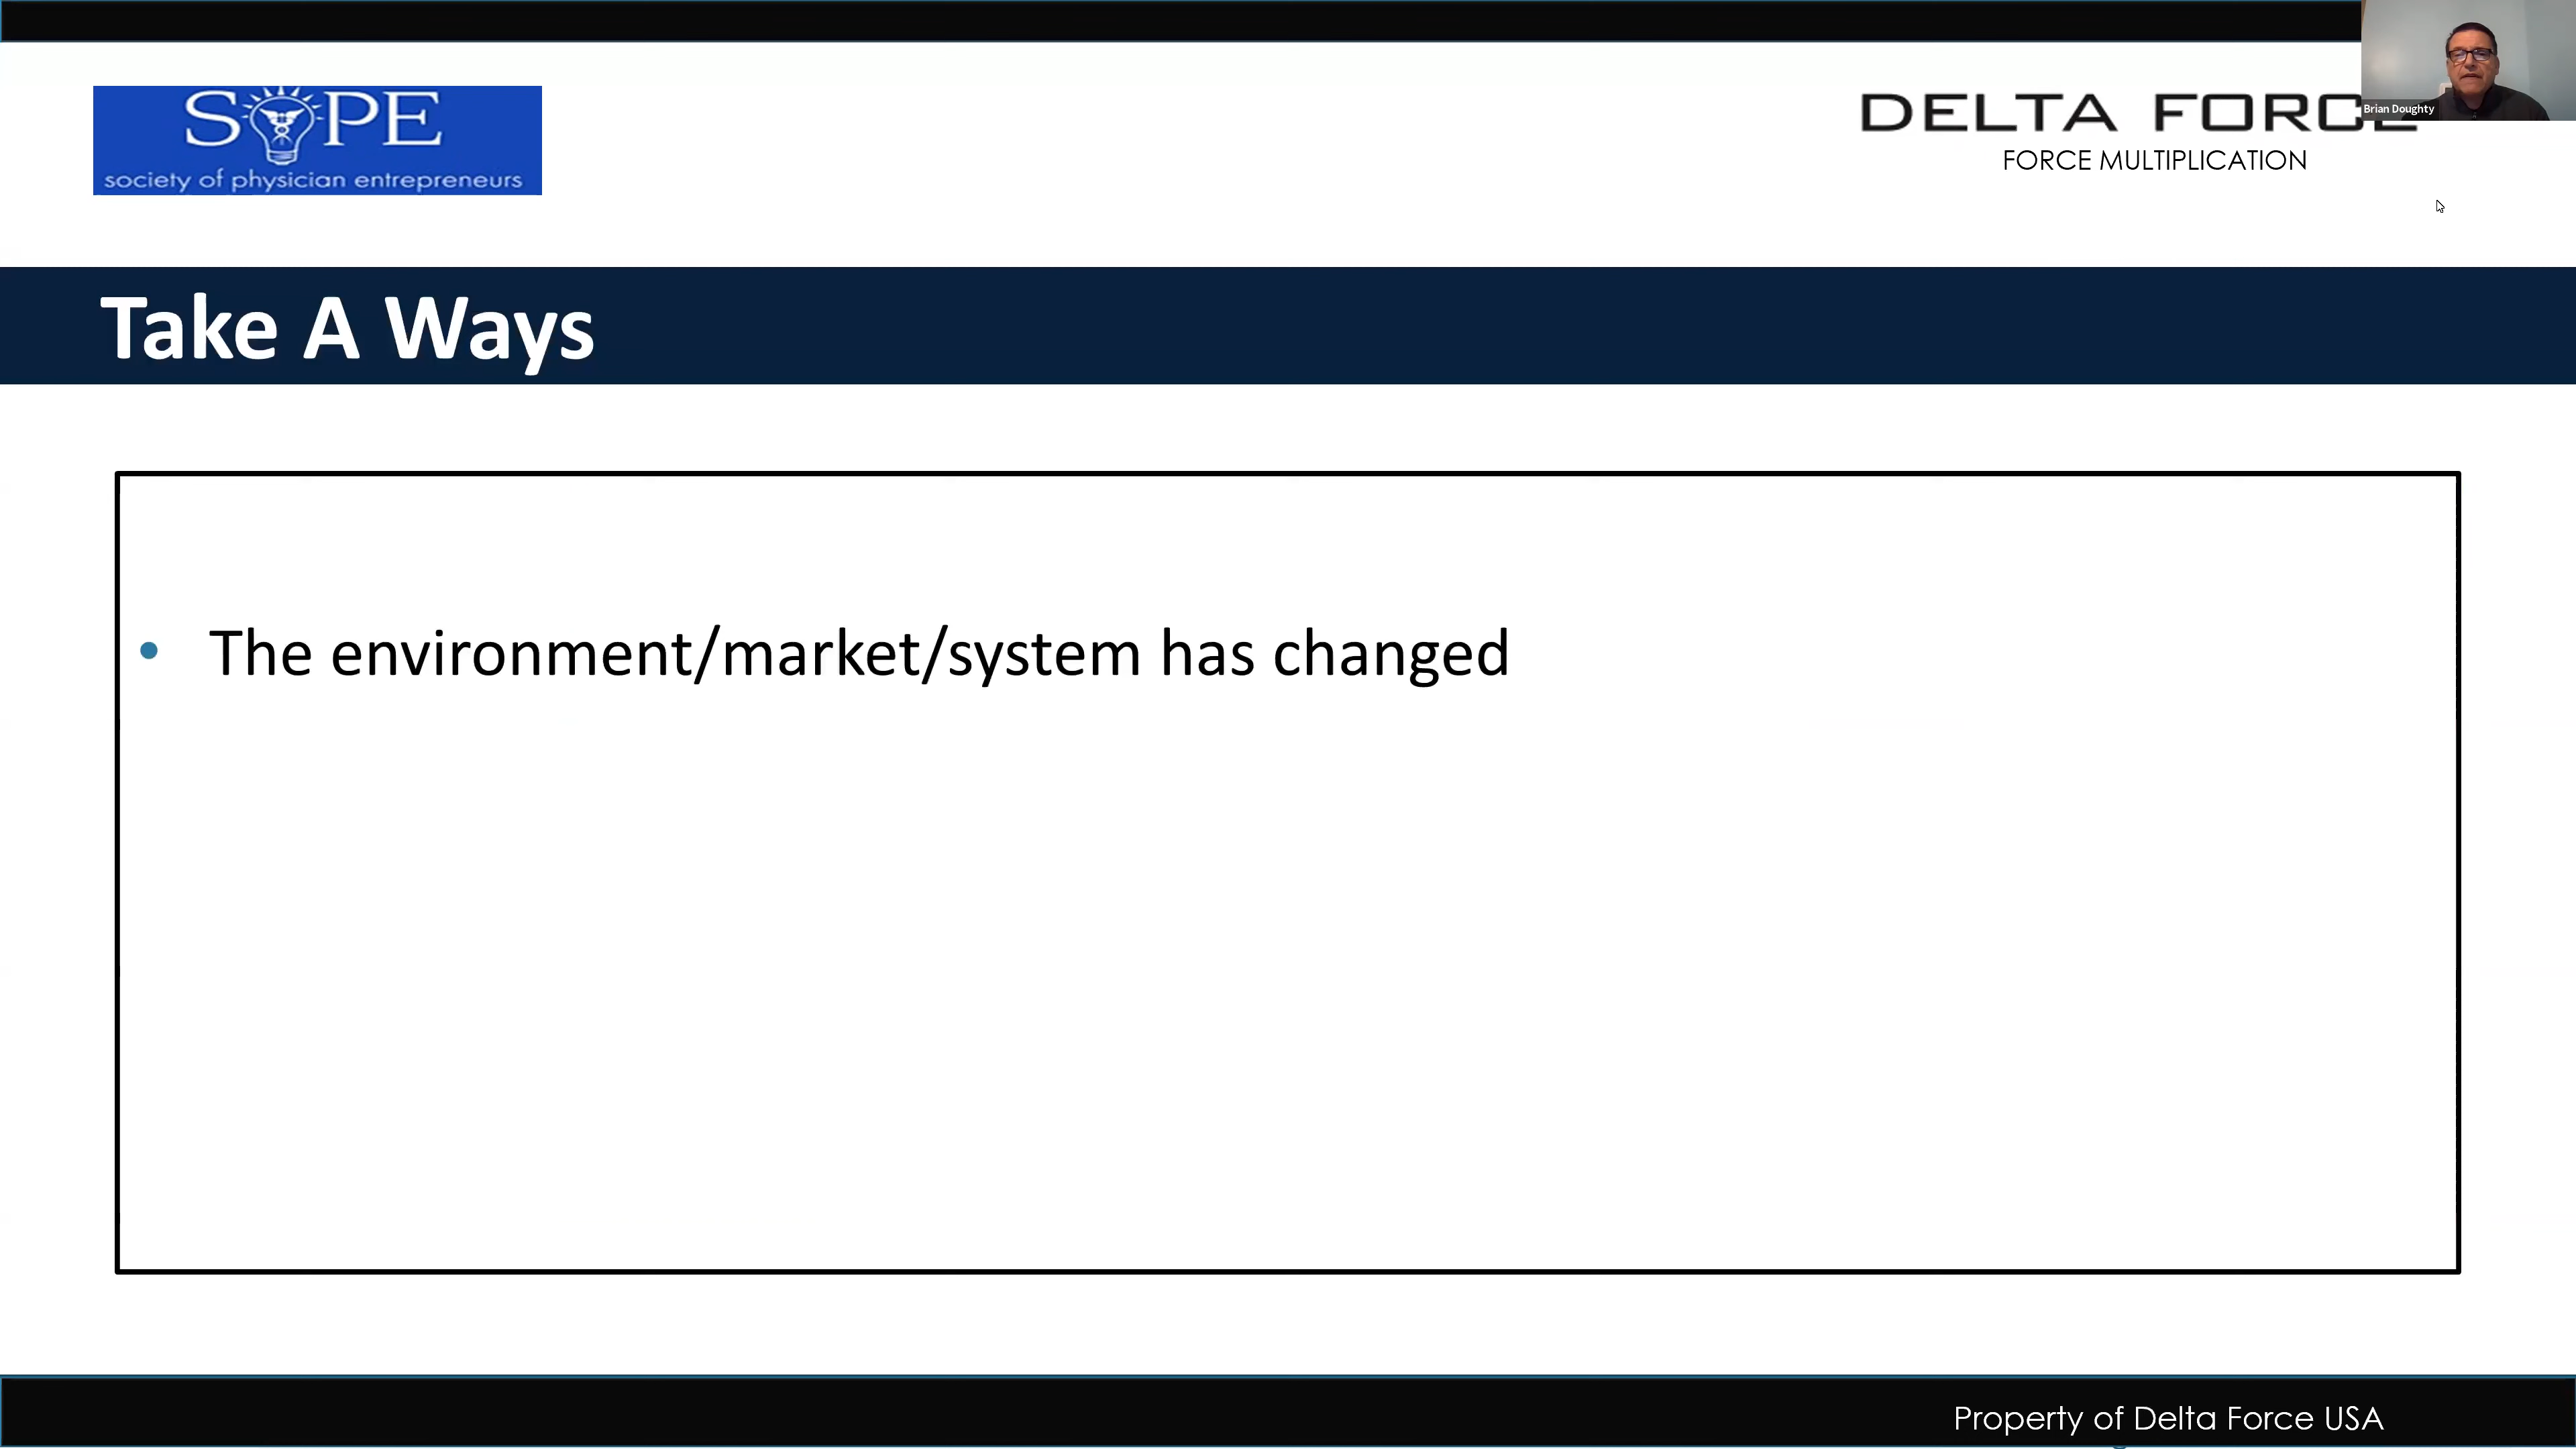 SOPE
society of physician entrepreneurs
DELTA FORCE
FORCE MULTIPLICATION
Brian Doughty
Take A Ways
• The environment/market/system has changed
Property of Delta Force USA